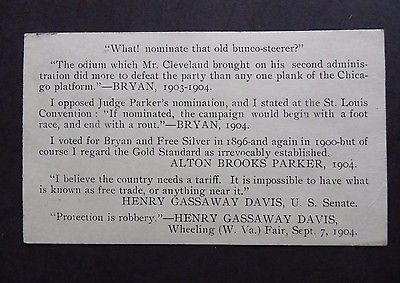 "What! nominate that old bunco-steerer?"
"The odium which Mr. Cleveland brought on his second adminis-
tration did more to defeat the party than any one plank of the Chica-
go platform."—BRYAN, 1903-1904.
I opposed Judge Parker's nomination, and I stated at the St. Louis
Convention: "If nominated, the campaign would begin with a foot
race, and end with a rout."—BRYAN, 1904.
I voted for Bryan and Free Silver in 1896-and again in 1900-but of
course I regard the Gold Standard as irrevocably established.
ALTON BROOKS PARKER, 1904.
"I believe the country needs a tariff. It is impossible to have what
is known as free trade, or anything near it."
HENRY GASSAWAY DAVIS, U. S. Senate.
"Protection is robbery."—HENRY GASSAWAY DAVIS,
Wheeling (W. Va.) Fair, Sept. 7, 1904.